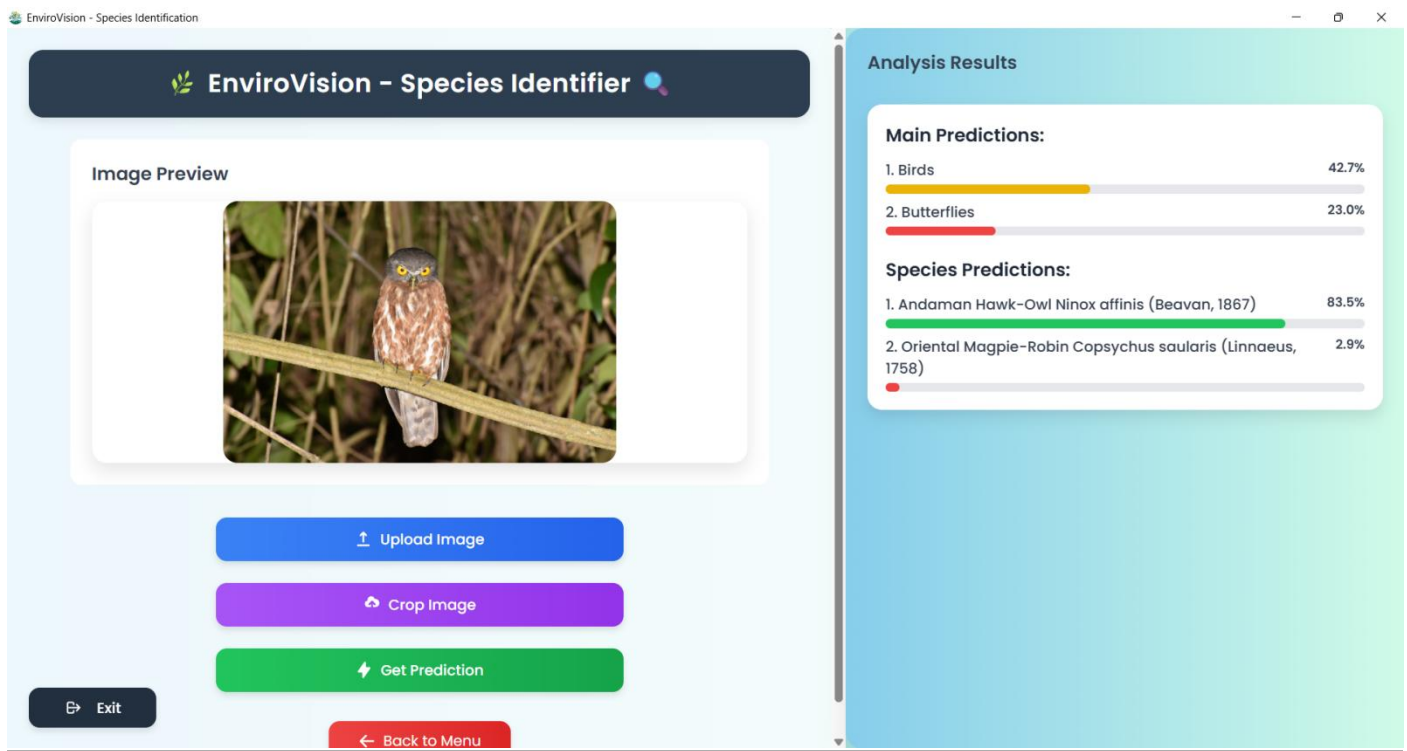 EnviroVision - Species Identification
EnviroVision - Species Identifier
Image Preview
Upload Image
Crop Image
Get Prediction
Exit
Back to Menu
Analysis Results
Main Predictions:
1. Birds 42.7%
2. Butterflies 23.0%
Species Predictions:
1. Andaman Hawk-Owl Ninox affinis (Beavan, 1867) 83.5%
2. Oriental Magpie-Robin Copsychus saularis (Linnaeus, 2.9%
1758)